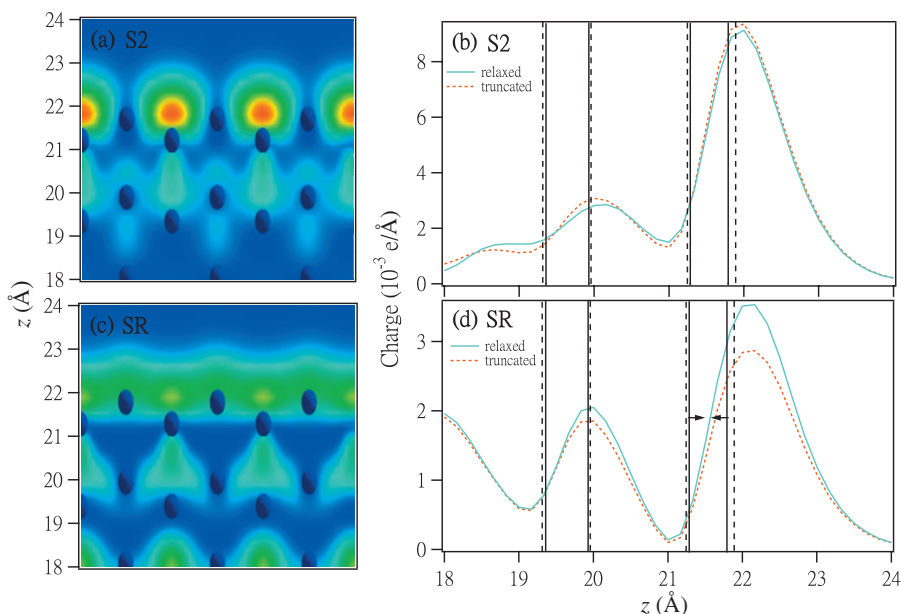 (a) S2
24
23
22
21
20
19
18
z (Å)
(b) S2
relaxed
truncated
8
6
4
2
0
(c) SR
24
23
22
21
20
19
18
z (Å)
Charge (10⁻³ e/Å)
(d) SR
relaxed
truncated
3
2
1
0
18 19 20 21 22 23 24
z (Å)